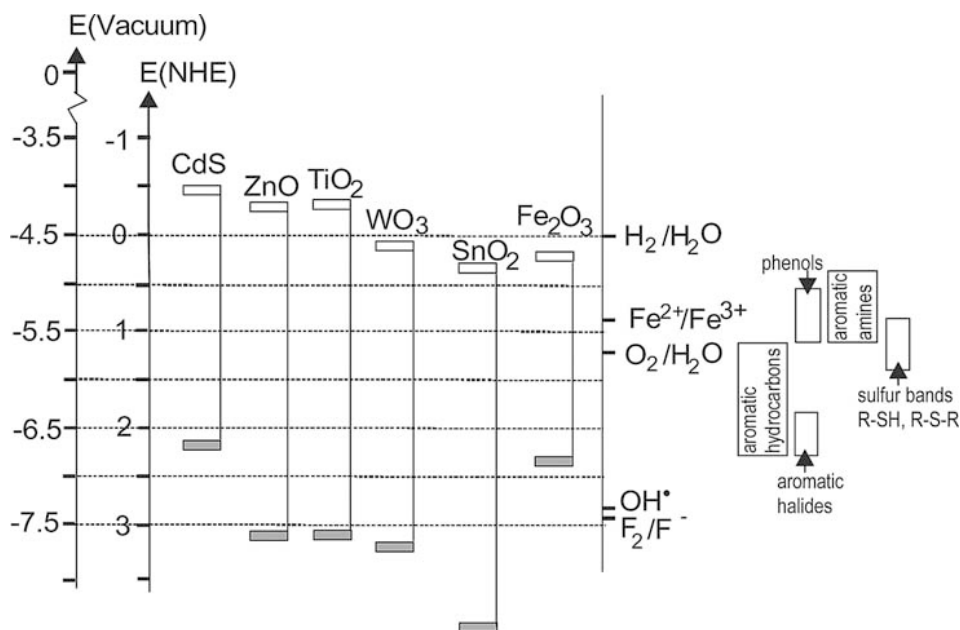 E(Vacuum)
E(NHE)
0
-3.5
-4.5
-5.5
-6.5
-7.5
-1
0
1
2
3
CdS
ZnO
TiO₂
WO₃
SnO₂
Fe₂O₃
H₂/H₂O
Fe²⁺/Fe³⁺
O₂/H₂O
OH•
F₂/F⁻
phenols
aromatic
amines
aromatic
hydrocarbons
sulfur bands
R-SH, R-S-R
aromatic
halides